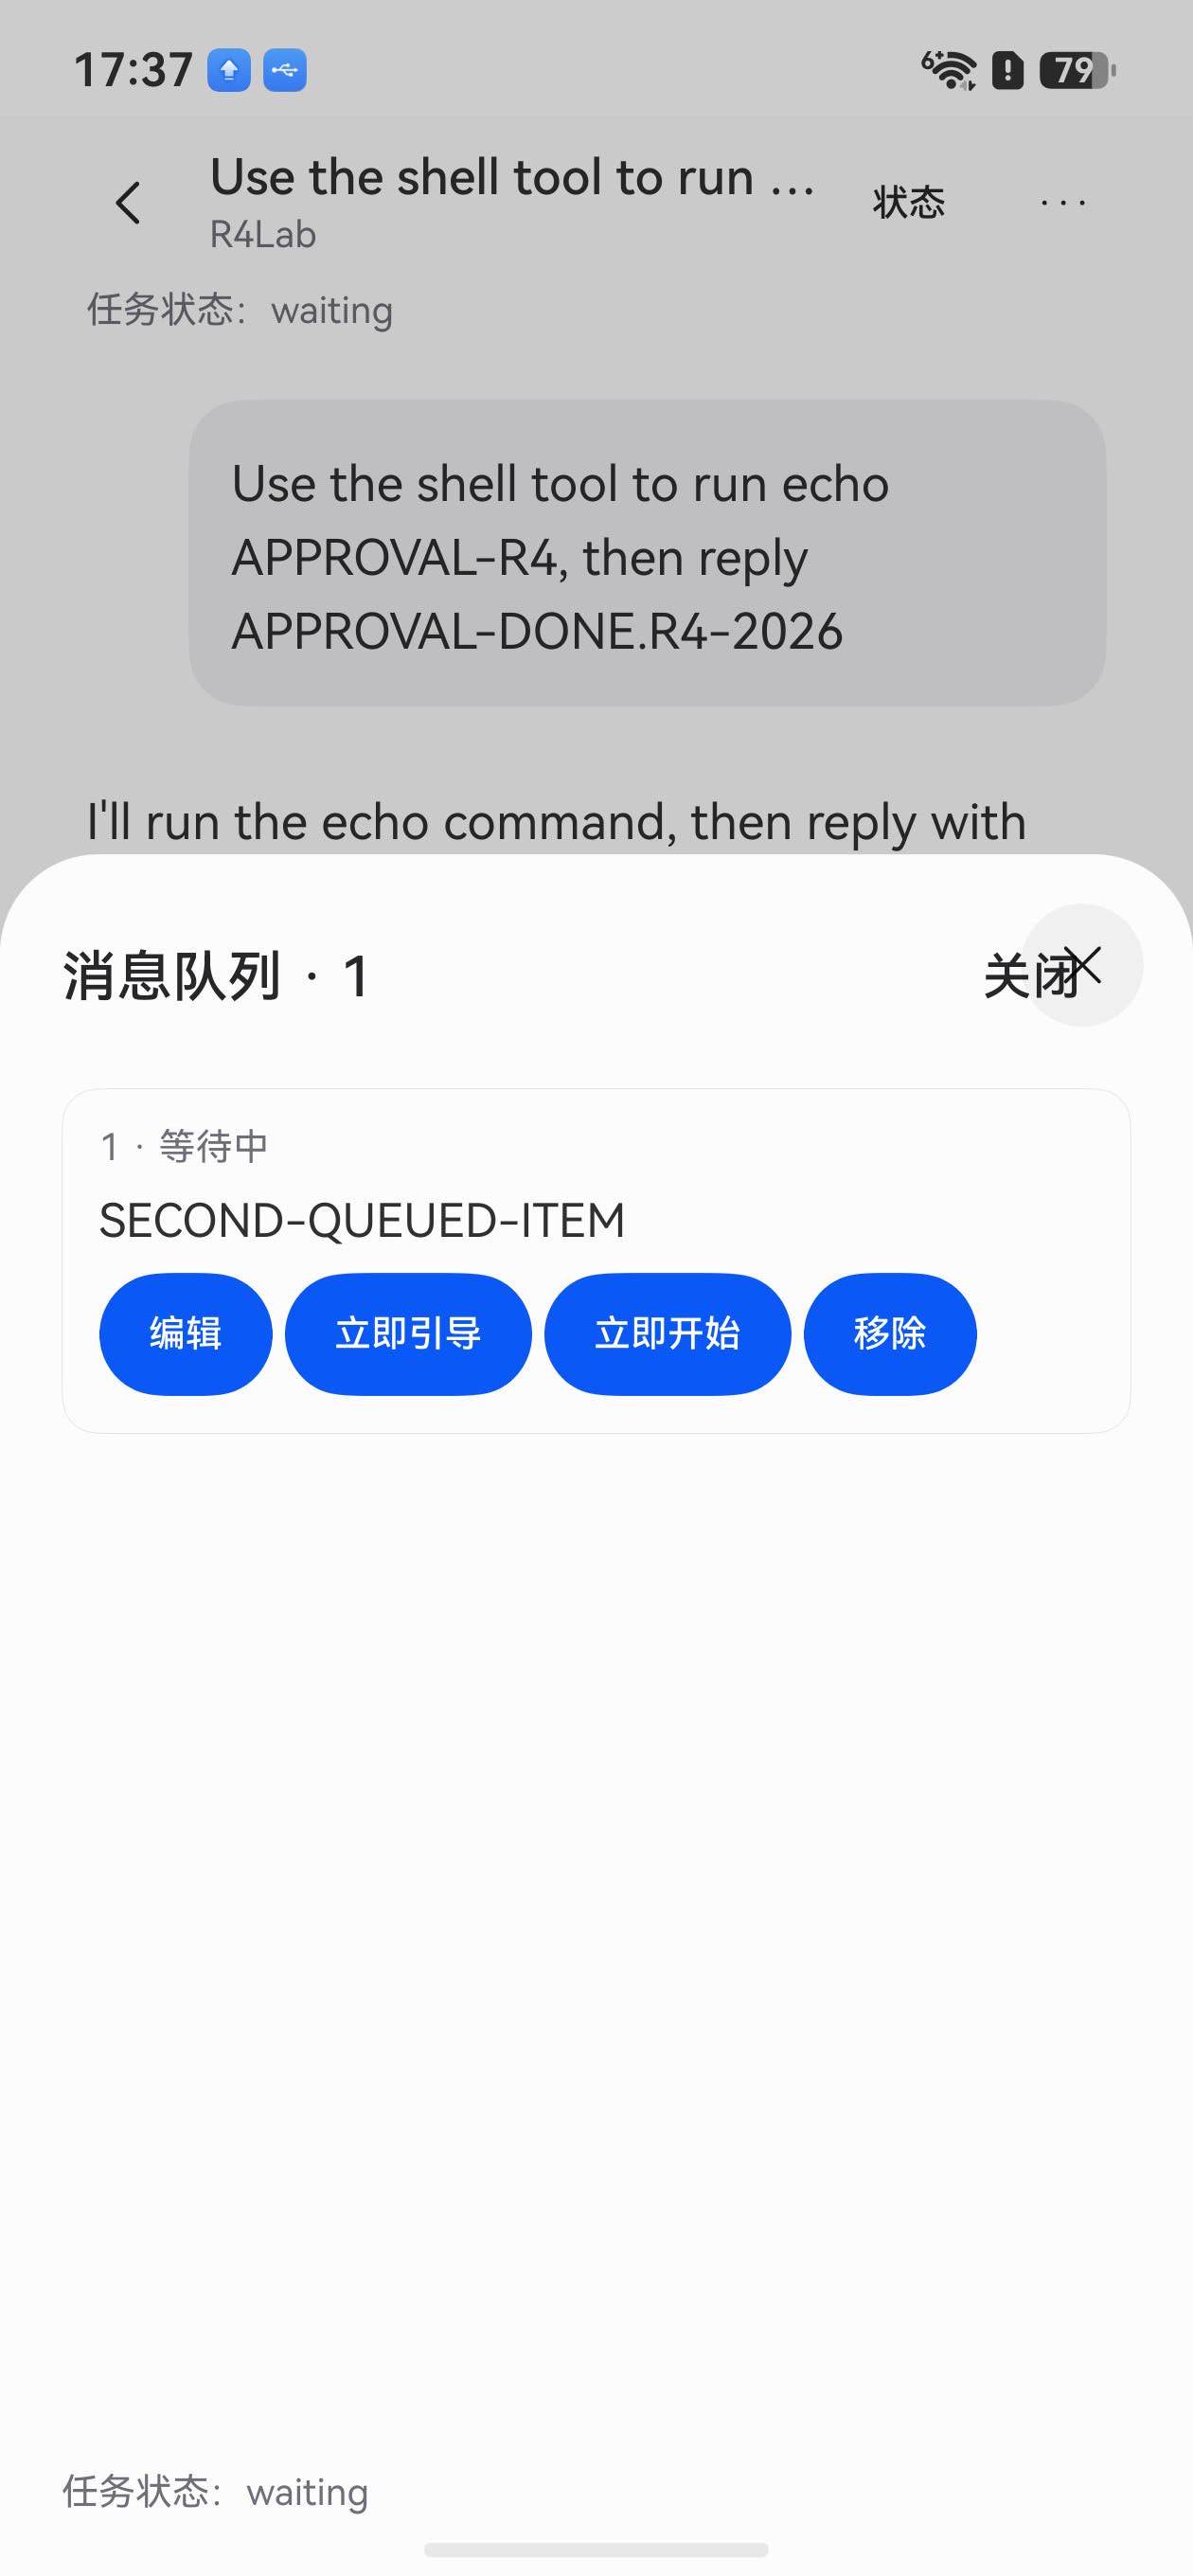 17:37
79
Use the shell tool to run ...
R4Lab
状态
任务状态：waiting
Use the shell tool to run echo
APPROVAL-R4, then reply
APPROVAL-DONE.R4-2026
I'll run the echo command, then reply with
消息队列 · 1
关闭
1 · 等待中
SECOND-QUEUED-ITEM
编辑
立即引导
立即开始
移除
任务状态：waiting